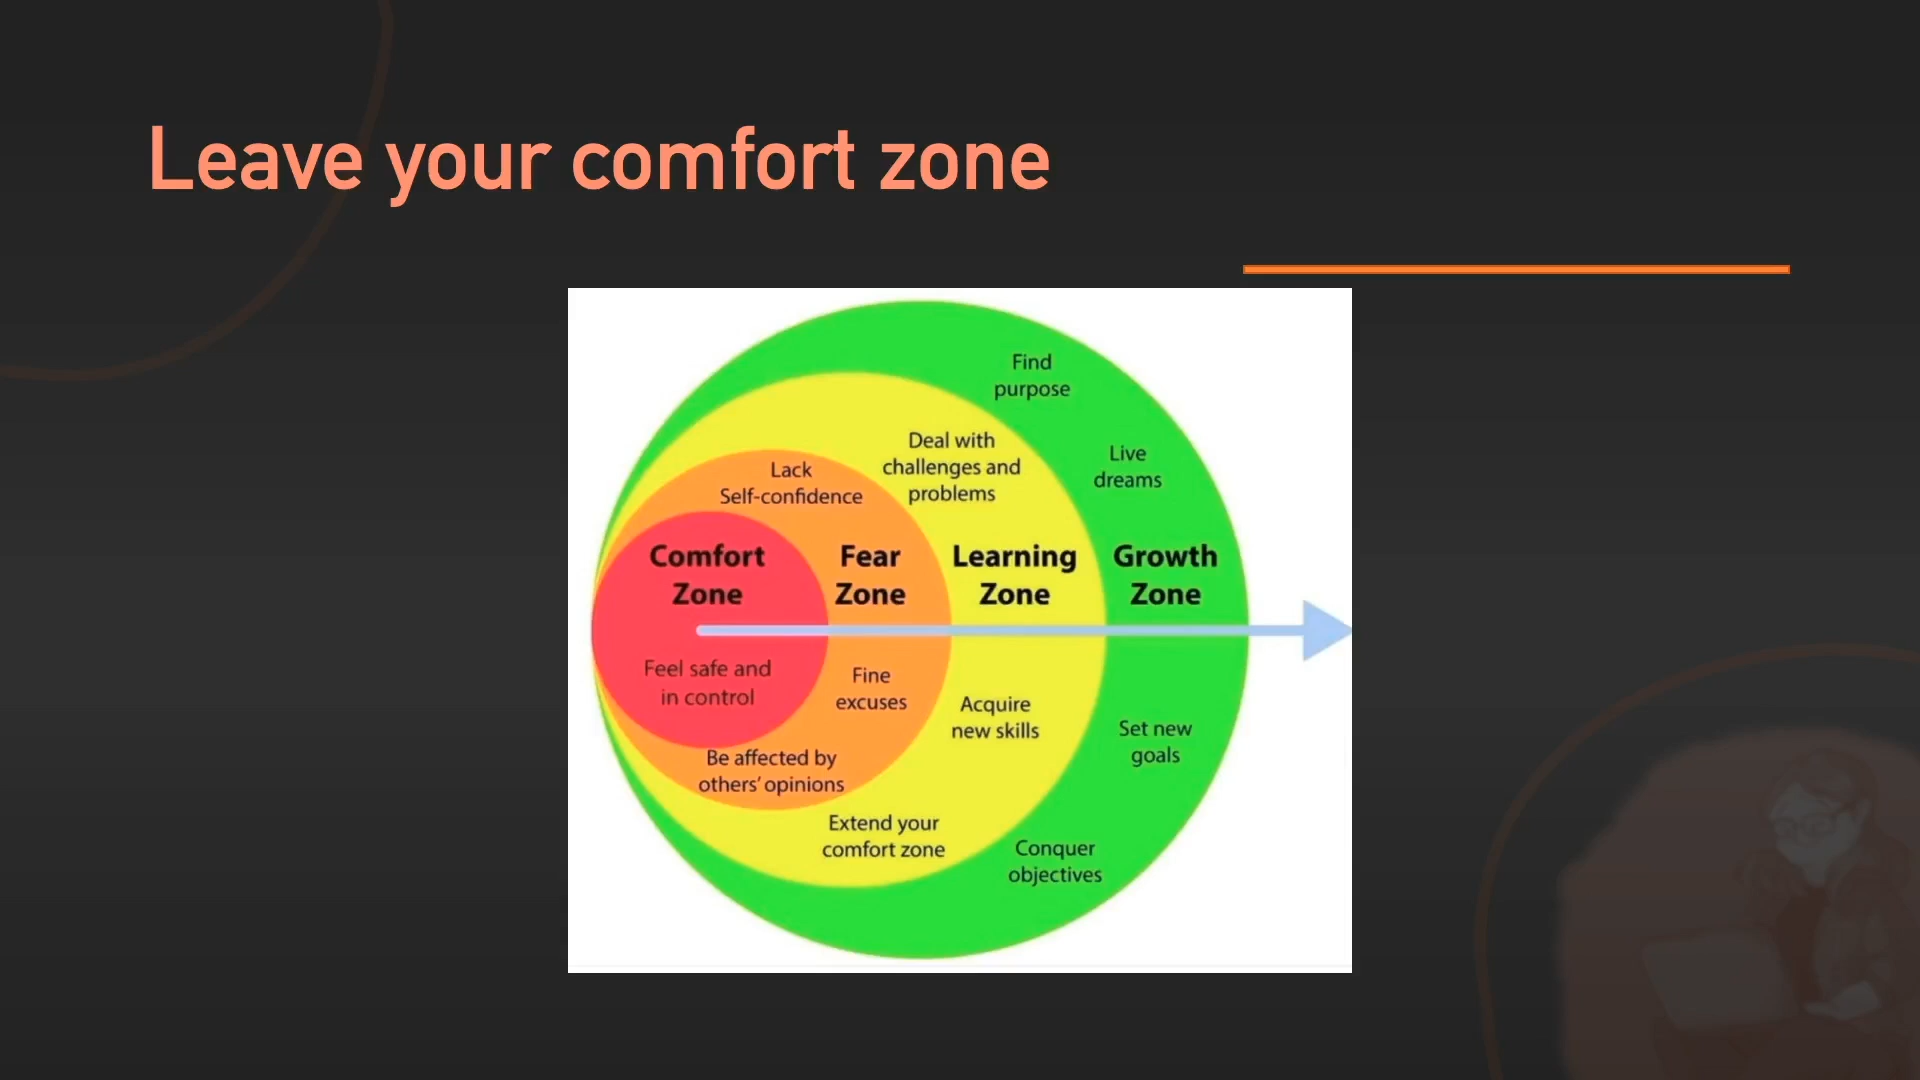 Leave your comfort zone
Find
purpose
Deal with
challenges and
problems
Live
dreams
Lack
Self-confidence
Comfort
Zone
Fear
Zone
Learning
Zone
Growth
Zone
Feel safe and
in control
Fine
excuses
Acquire
new skills
Set new
goals
Be affected by
others' opinions
Extend your
comfort zone
Conquer
objectives